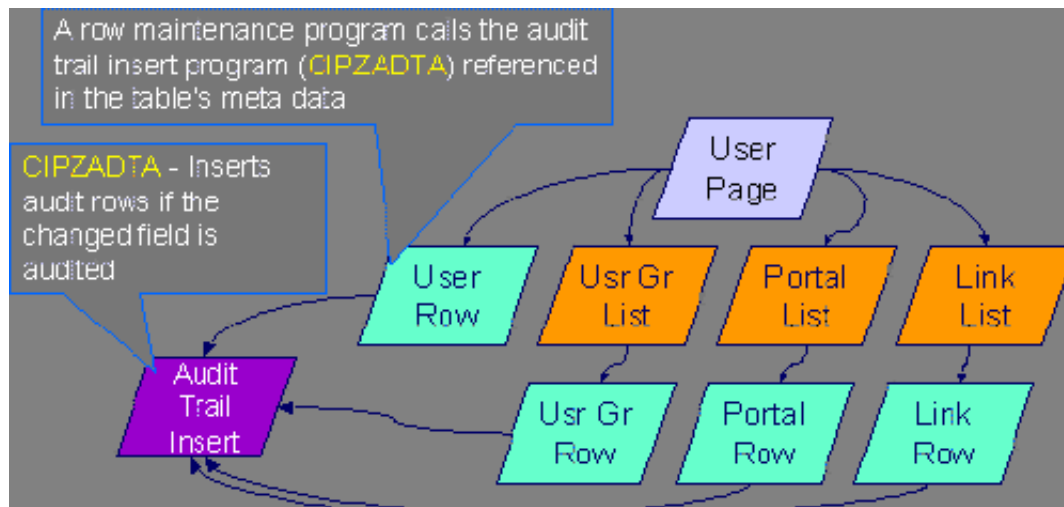 A row maintenance program calls the audit
trail insert program (CIPZADTA) referenced
in the table's meta data
CIPZADTA - Inserts
audit rows if the
changed field is
audited
User
Page
User
Row
Usr Gr
List
Portal
List
Link
List
Audit
Trail
Insert
Usr Gr
Row
Portal
Row
Link
Row